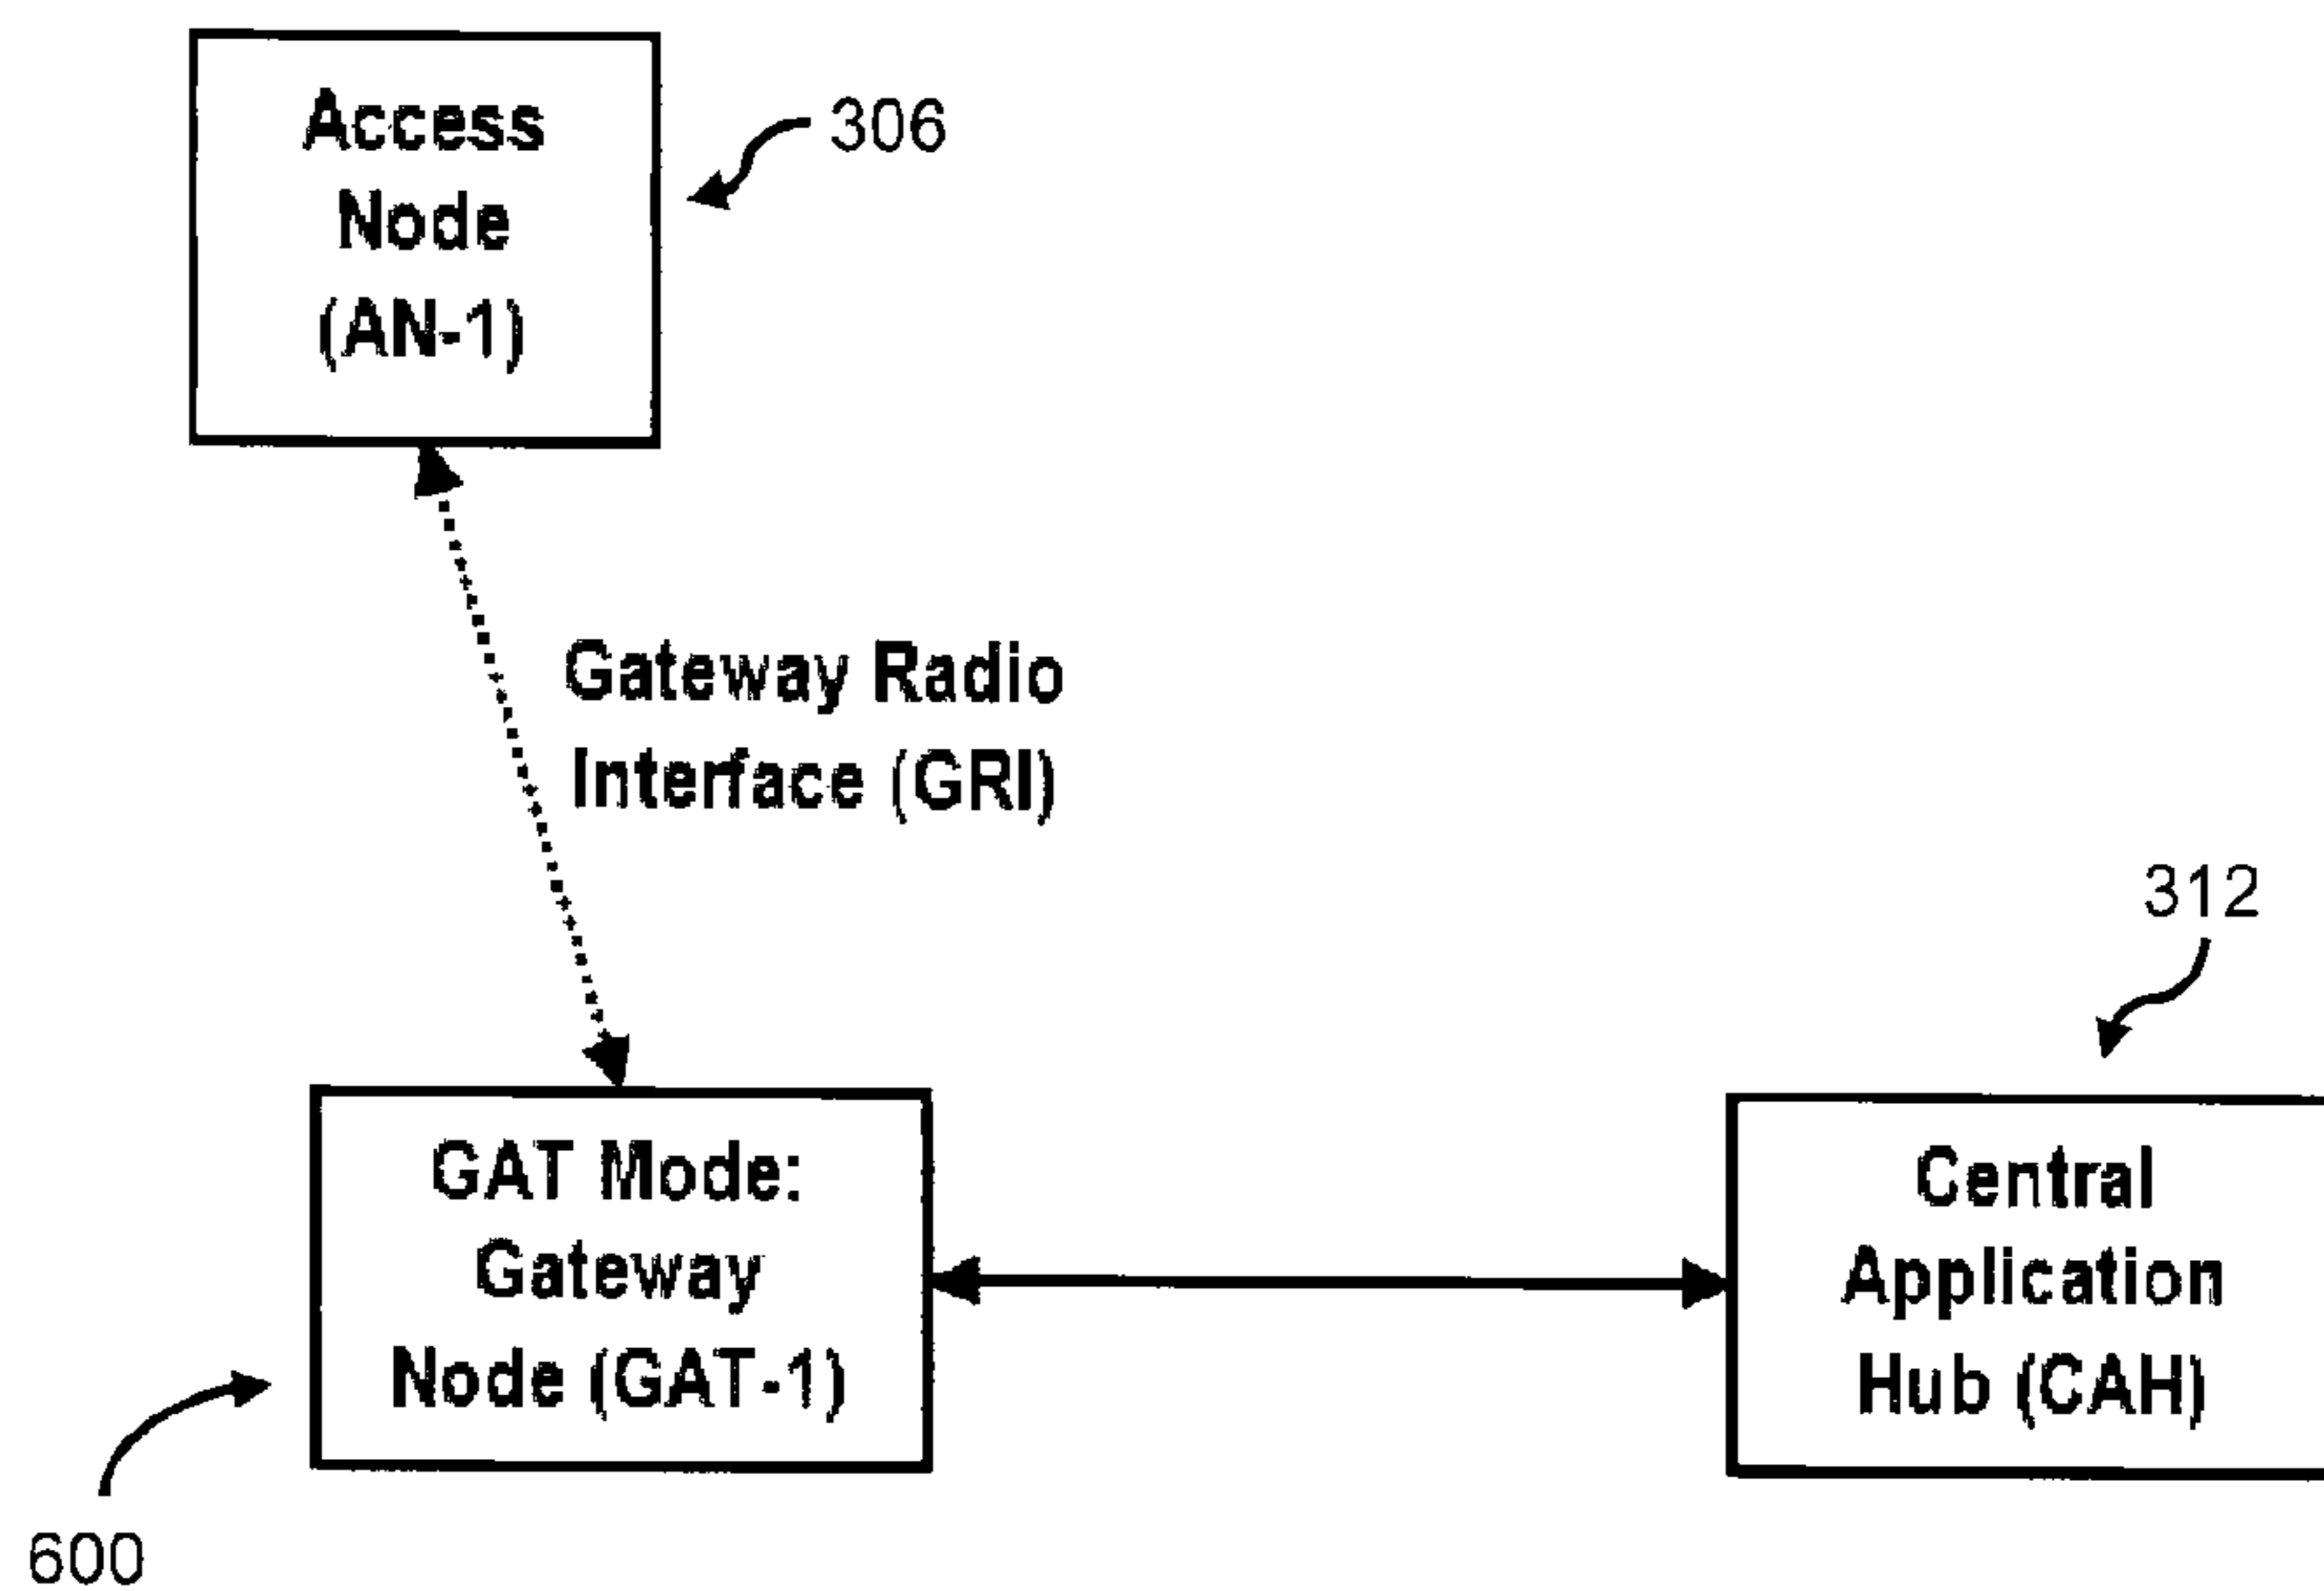 Access
Node
(AN-1)
306
Gateway Radio
Interface (GRI)
312
GAT Mode:
Gateway
Node (GAT-1)
Central
Application
Hub (CAH)
600